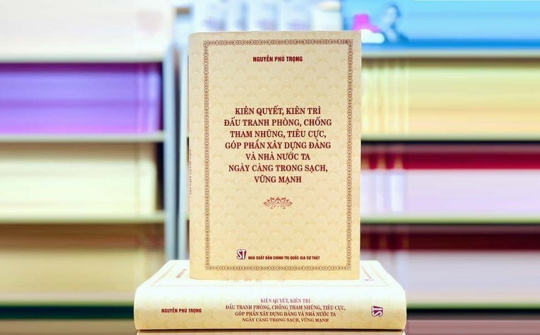 NGUYỄN PHÚ TRỌNG
KIÊN QUYẾT, KIÊN TRÌ
ĐẤU TRANH PHÒNG, CHỐNG
THAM NHŨNG, TIÊU CỰC,
GÓP PHẦN XÂY DỰNG ĐẢNG
VÀ NHÀ NƯỚC TA
NGÀY CÀNG TRONG SẠCH,
VỮNG MẠNH
ST NHÀ XUẤT BẢN CHÍNH TRỊ QUỐC GIA SỰ THẬT
NGUYỄN PHÚ TRỌNG
KIÊN QUYẾT, KIÊN TRÌ
ĐẤU TRANH PHÒNG, CHỐNG THAM NHŨNG, TIÊU CỰC,
GÓP PHẦN XÂY DỰNG ĐẢNG VÀ NHÀ NƯỚC TA
NGÀY CÀNG TRONG SẠCH, VỮNG MẠNH
ST